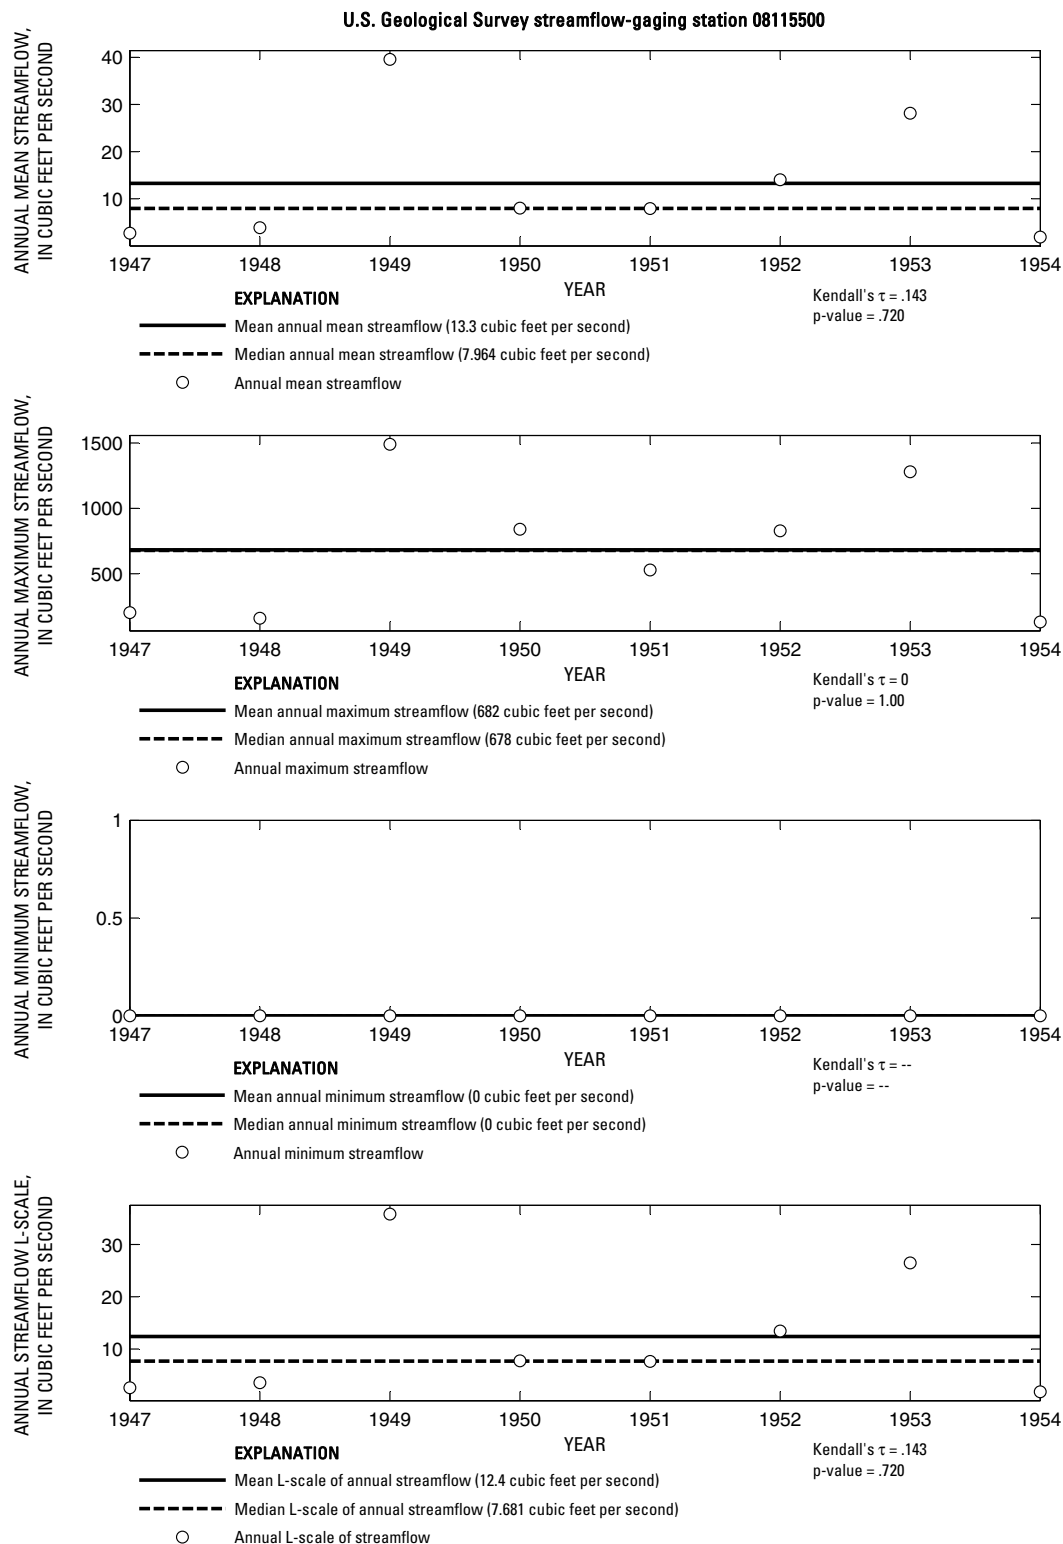 U.S. Geological Survey streamflow-gaging station 08115500
ANNUAL MEAN STREAMFLOW,
IN CUBIC FEET PER SECOND
40
30
20
10
1947 1948 1949 1950 1951 1952 1953 1954
YEAR
Kendall's τ = .143
p-value = .720
EXPLANATION
Mean annual mean streamflow (13.3 cubic feet per second)
Median annual mean streamflow (7.964 cubic feet per second)
Annual mean streamflow
ANNUAL MAXIMUM STREAMFLOW,
IN CUBIC FEET PER SECOND
1500
1000
500
1947 1948 1949 1950 1951 1952 1953 1954
YEAR
Kendall's τ = 0
p-value = 1.00
EXPLANATION
Mean annual maximum streamflow (682 cubic feet per second)
Median annual maximum streamflow (678 cubic feet per second)
Annual maximum streamflow
ANNUAL MINIMUM STREAMFLOW,
IN CUBIC FEET PER SECOND
1
0.5
0
1947 1948 1949 1950 1951 1952 1953 1954
YEAR
Kendall's τ = --
p-value = --
EXPLANATION
Mean annual minimum streamflow (0 cubic feet per second)
Median annual minimum streamflow (0 cubic feet per second)
Annual minimum streamflow
ANNUAL STREAMFLOW L-SCALE,
IN CUBIC FEET PER SECOND
30
20
10
1947 1948 1949 1950 1951 1952 1953 1954
YEAR
Kendall's τ = .143
p-value = .720
EXPLANATION
Mean L-scale of annual streamflow (12.4 cubic feet per second)
Median L-scale of annual streamflow (7.681 cubic feet per second)
Annual L-scale of streamflow